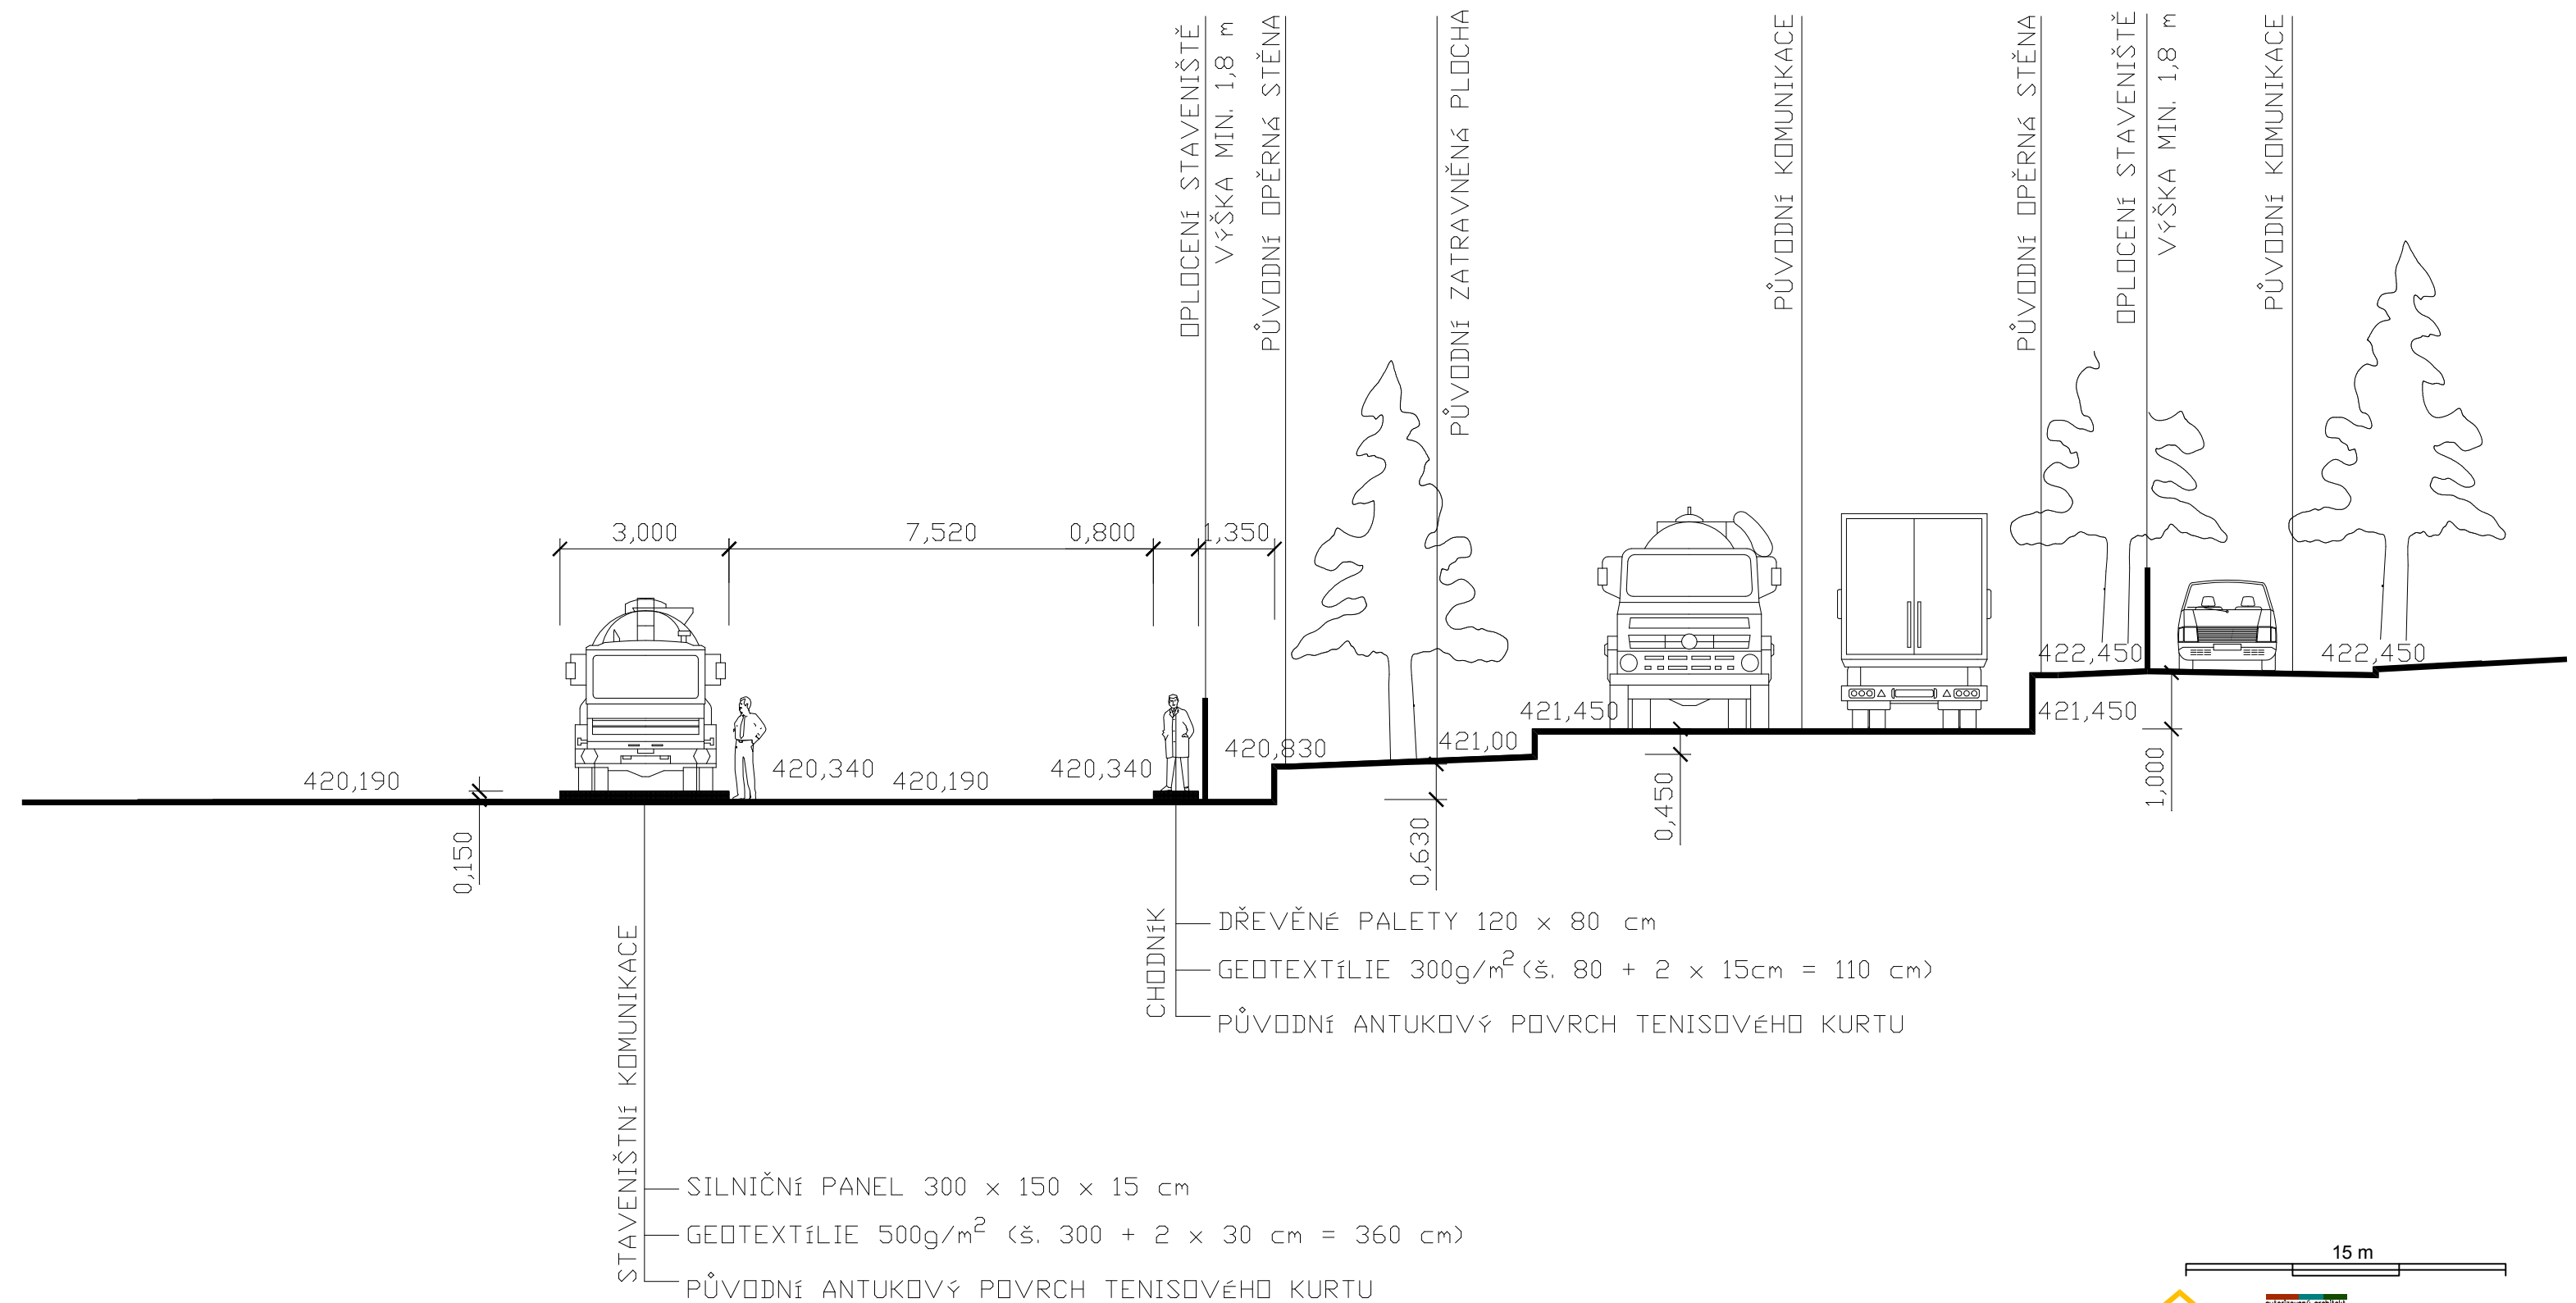 OPLOCENÍ STAVENIŠTĚ
VÝŠKA MIN. 1,8 m
PŮVODNÍ OPĚRNÁ STĚNA
PŮVODNÍ ZATRAVNĚNÁ PLOCHA
PŮVODNÍ KOMUNIKACE
PŮVODNÍ OPĚRNÁ STĚNA
OPLOCENÍ STAVENIŠTĚ
VÝŠKA MIN. 1,8 m
PŮVODNÍ KOMUNIKACE
3,000
7,520
0,800
1,350
422,450
422,450
421,450
421,450
420,830
421,00
420,190
420,340
420,190
420,340
0,150
0,630
0,450
1,000
CHODNÍK
DŘEVĚNÉ PALETY 120 x 80 cm
GEOTEXTÍLIE 300g/m² (š. 80 + 2 x 15cm = 110 cm)
PŮVODNÍ ANTUKOVÝ POVRCH TENISOVÉHO KURTU
STAVENIŠTNÍ KOMUNIKACE
SILNIČNÍ PANEL 300 x 150 x 15 cm
GEOTEXTÍLIE 500g/m² (š. 300 + 2 x 30 cm = 360 cm)
PŮVODNÍ ANTUKOVÝ POVRCH TENISOVÉHO KURTU
15 m